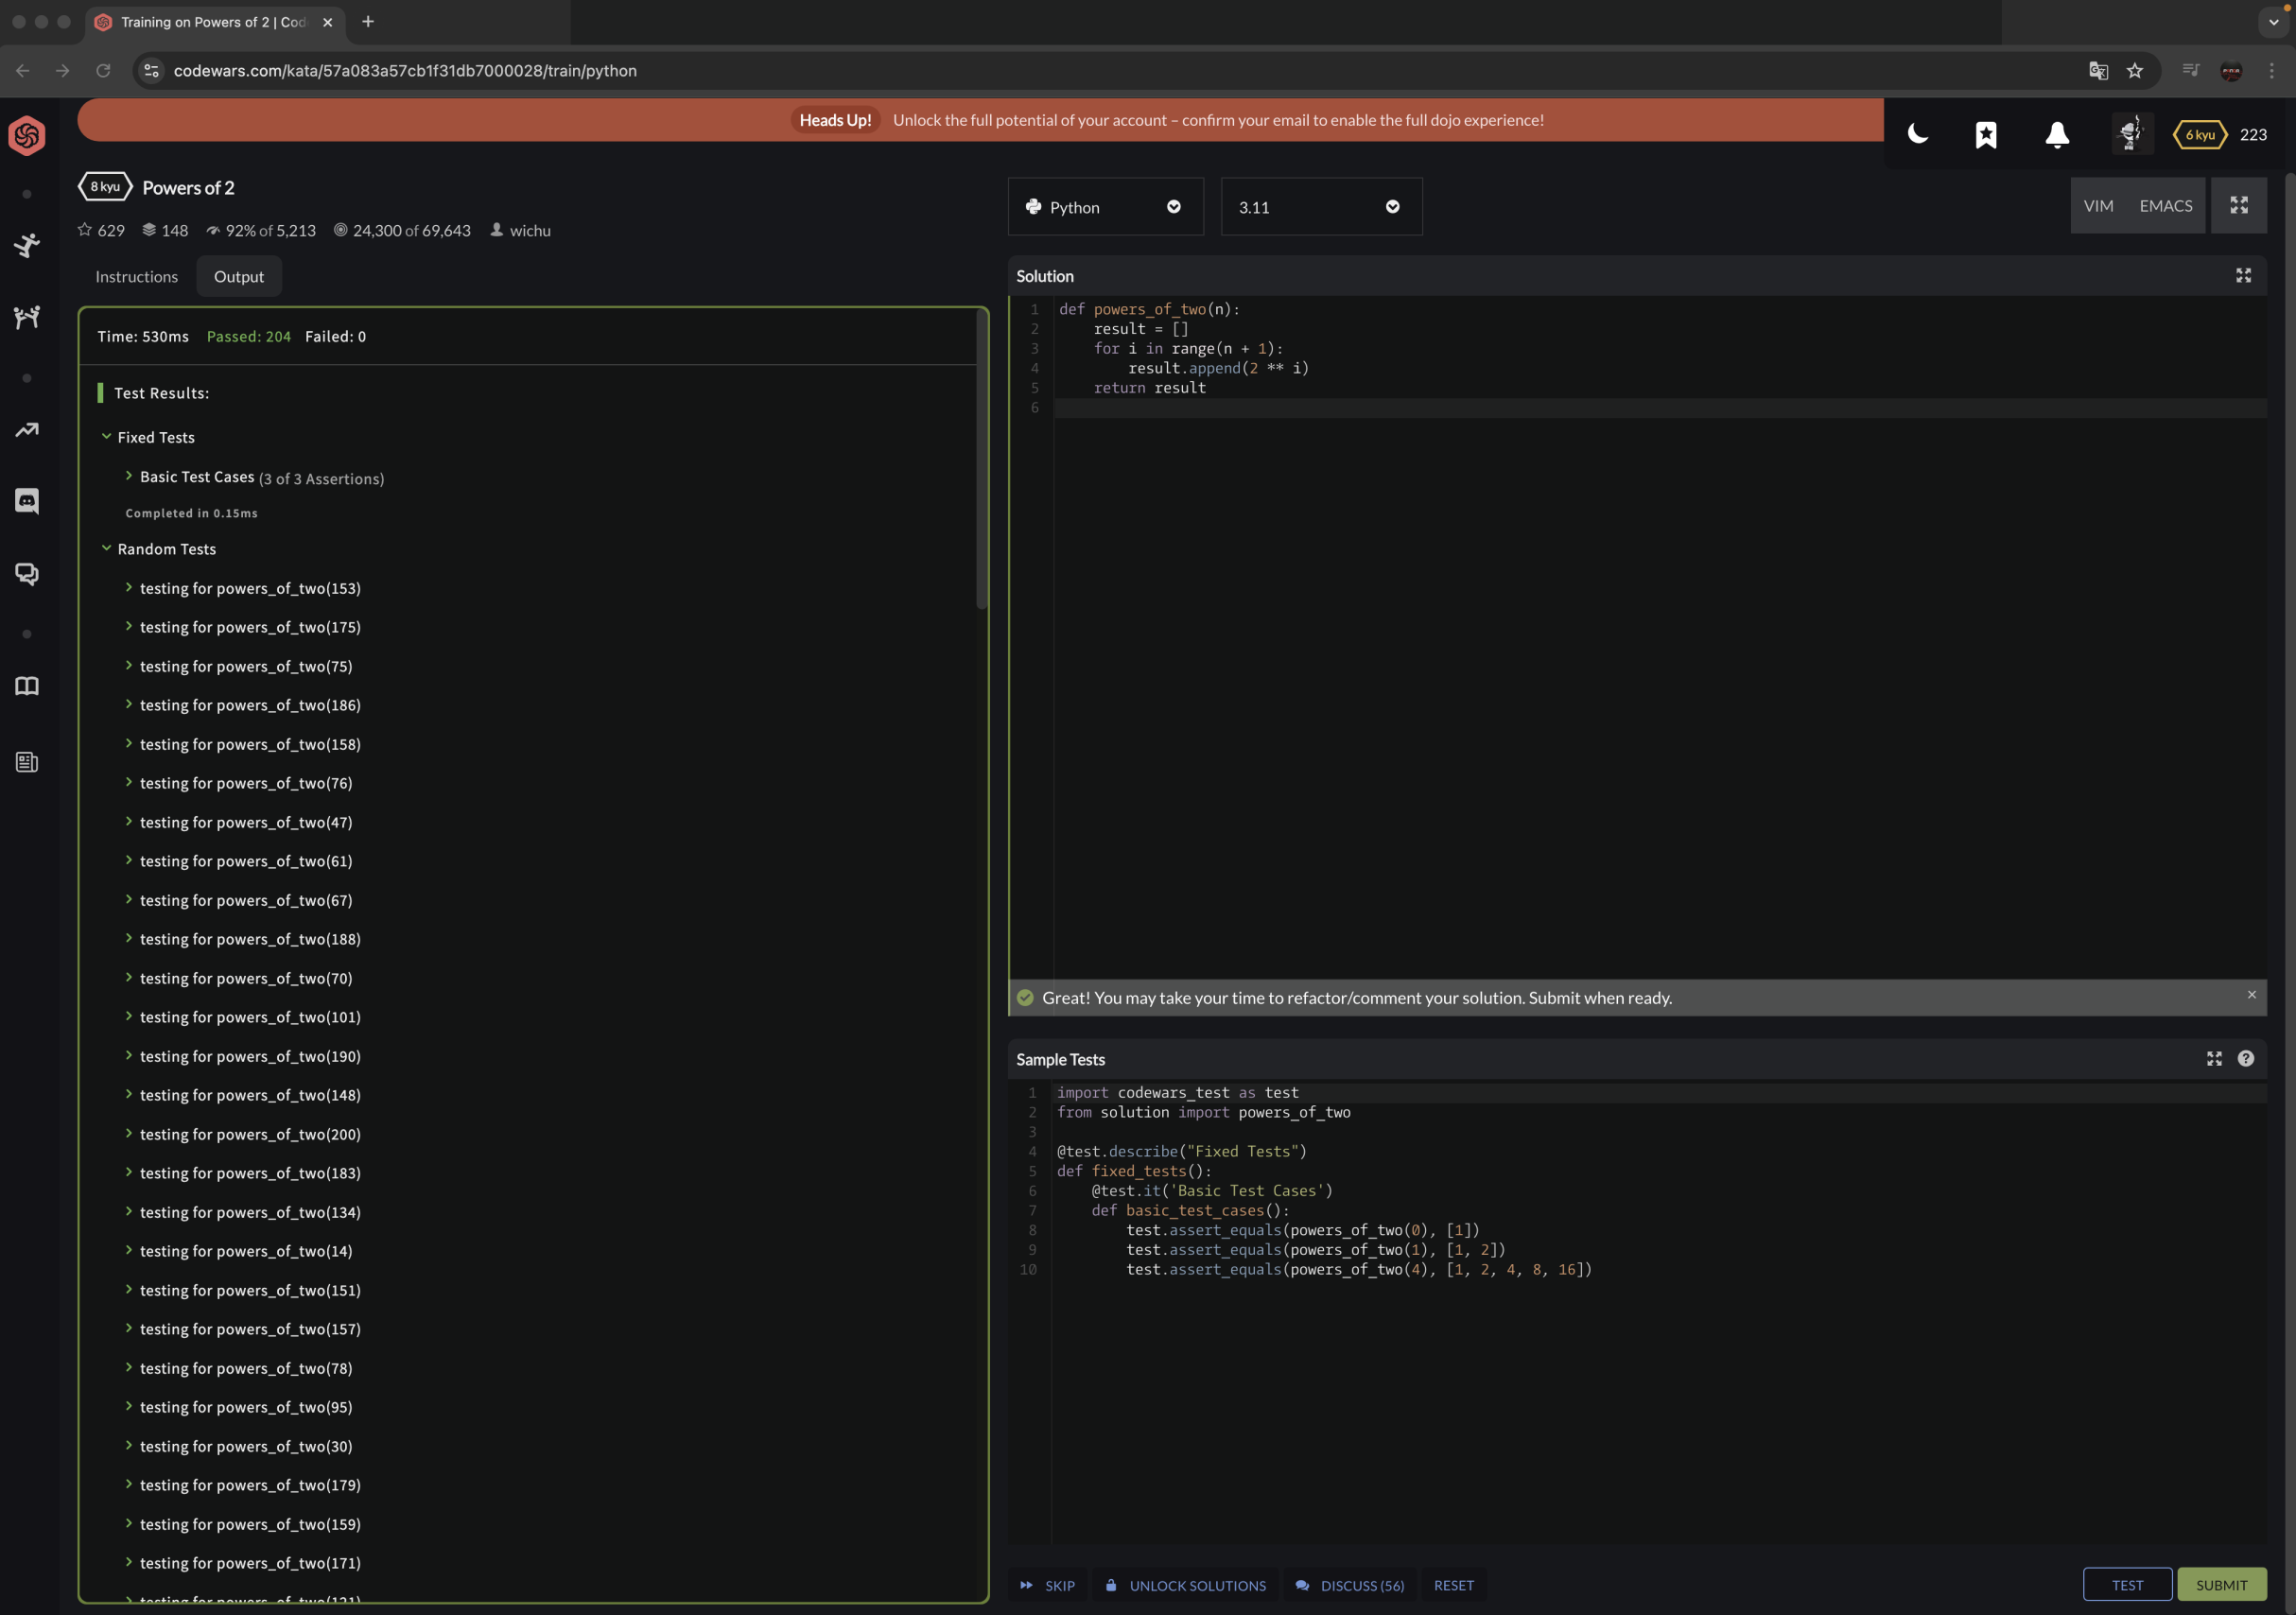 Training on Powers of 2 | Cod
codewars.com/kata/57a083a57cb1f31db7000028/train/python
Heads Up! Unlock the full potential of your account – confirm your email to enable the full dojo experience!
6 kyu 223
8 kyu Powers of 2
629 148 92% of 5,213 24,300 of 69,643 wichu
Instructions Output
Time: 530ms Passed: 204 Failed: 0
Test Results:
Fixed Tests
Basic Test Cases (3 of 3 Assertions)
Completed in 0.15ms
Random Tests
testing for powers_of_two(153)
testing for powers_of_two(175)
testing for powers_of_two(75)
testing for powers_of_two(186)
testing for powers_of_two(158)
testing for powers_of_two(76)
testing for powers_of_two(47)
testing for powers_of_two(61)
testing for powers_of_two(67)
testing for powers_of_two(188)
testing for powers_of_two(70)
testing for powers_of_two(101)
testing for powers_of_two(190)
testing for powers_of_two(148)
testing for powers_of_two(200)
testing for powers_of_two(183)
testing for powers_of_two(134)
testing for powers_of_two(14)
testing for powers_of_two(151)
testing for powers_of_two(157)
testing for powers_of_two(78)
testing for powers_of_two(95)
testing for powers_of_two(30)
testing for powers_of_two(179)
testing for powers_of_two(159)
testing for powers_of_two(171)
testing for powers_of_two(121)
Python 3.11 VIM EMACS
Solution
1 def powers_of_two(n):
2     result = []
3     for i in range(n + 1):
4         result.append(2 ** i)
5     return result
6
Great! You may take your time to refactor/comment your solution. Submit when ready.
Sample Tests
1 import codewars_test as test
2 from solution import powers_of_two
3
4 @test.describe("Fixed Tests")
5 def fixed_tests():
6     @test.it('Basic Test Cases')
7     def basic_test_cases():
8         test.assert_equals(powers_of_two(0), [1])
9         test.assert_equals(powers_of_two(1), [1, 2])
10         test.assert_equals(powers_of_two(4), [1, 2, 4, 8, 16])
SKIP UNLOCK SOLUTIONS DISCUSS (56) RESET TEST SUBMIT